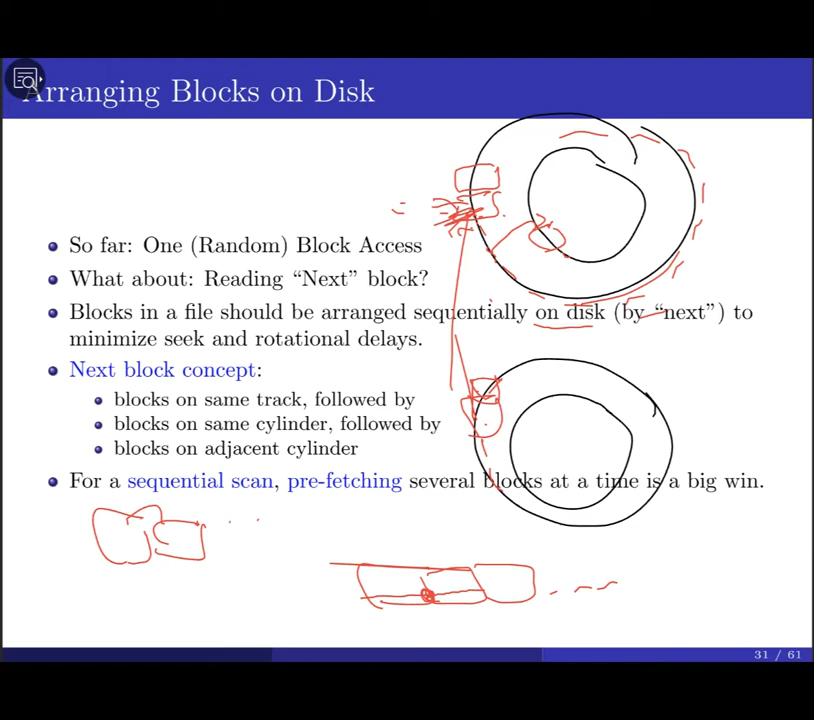 Arranging Blocks on Disk
So far: One (Random) Block Access
What about: Reading “Next” block?
Blocks in a file should be arranged sequentially on disk (by “next”) to
minimize seek and rotational delays.
Next block concept:
blocks on same track, followed by
blocks on same cylinder, followed by
blocks on adjacent cylinder
For a sequential scan, pre-fetching several blocks at a time is a big win.
31 / 61